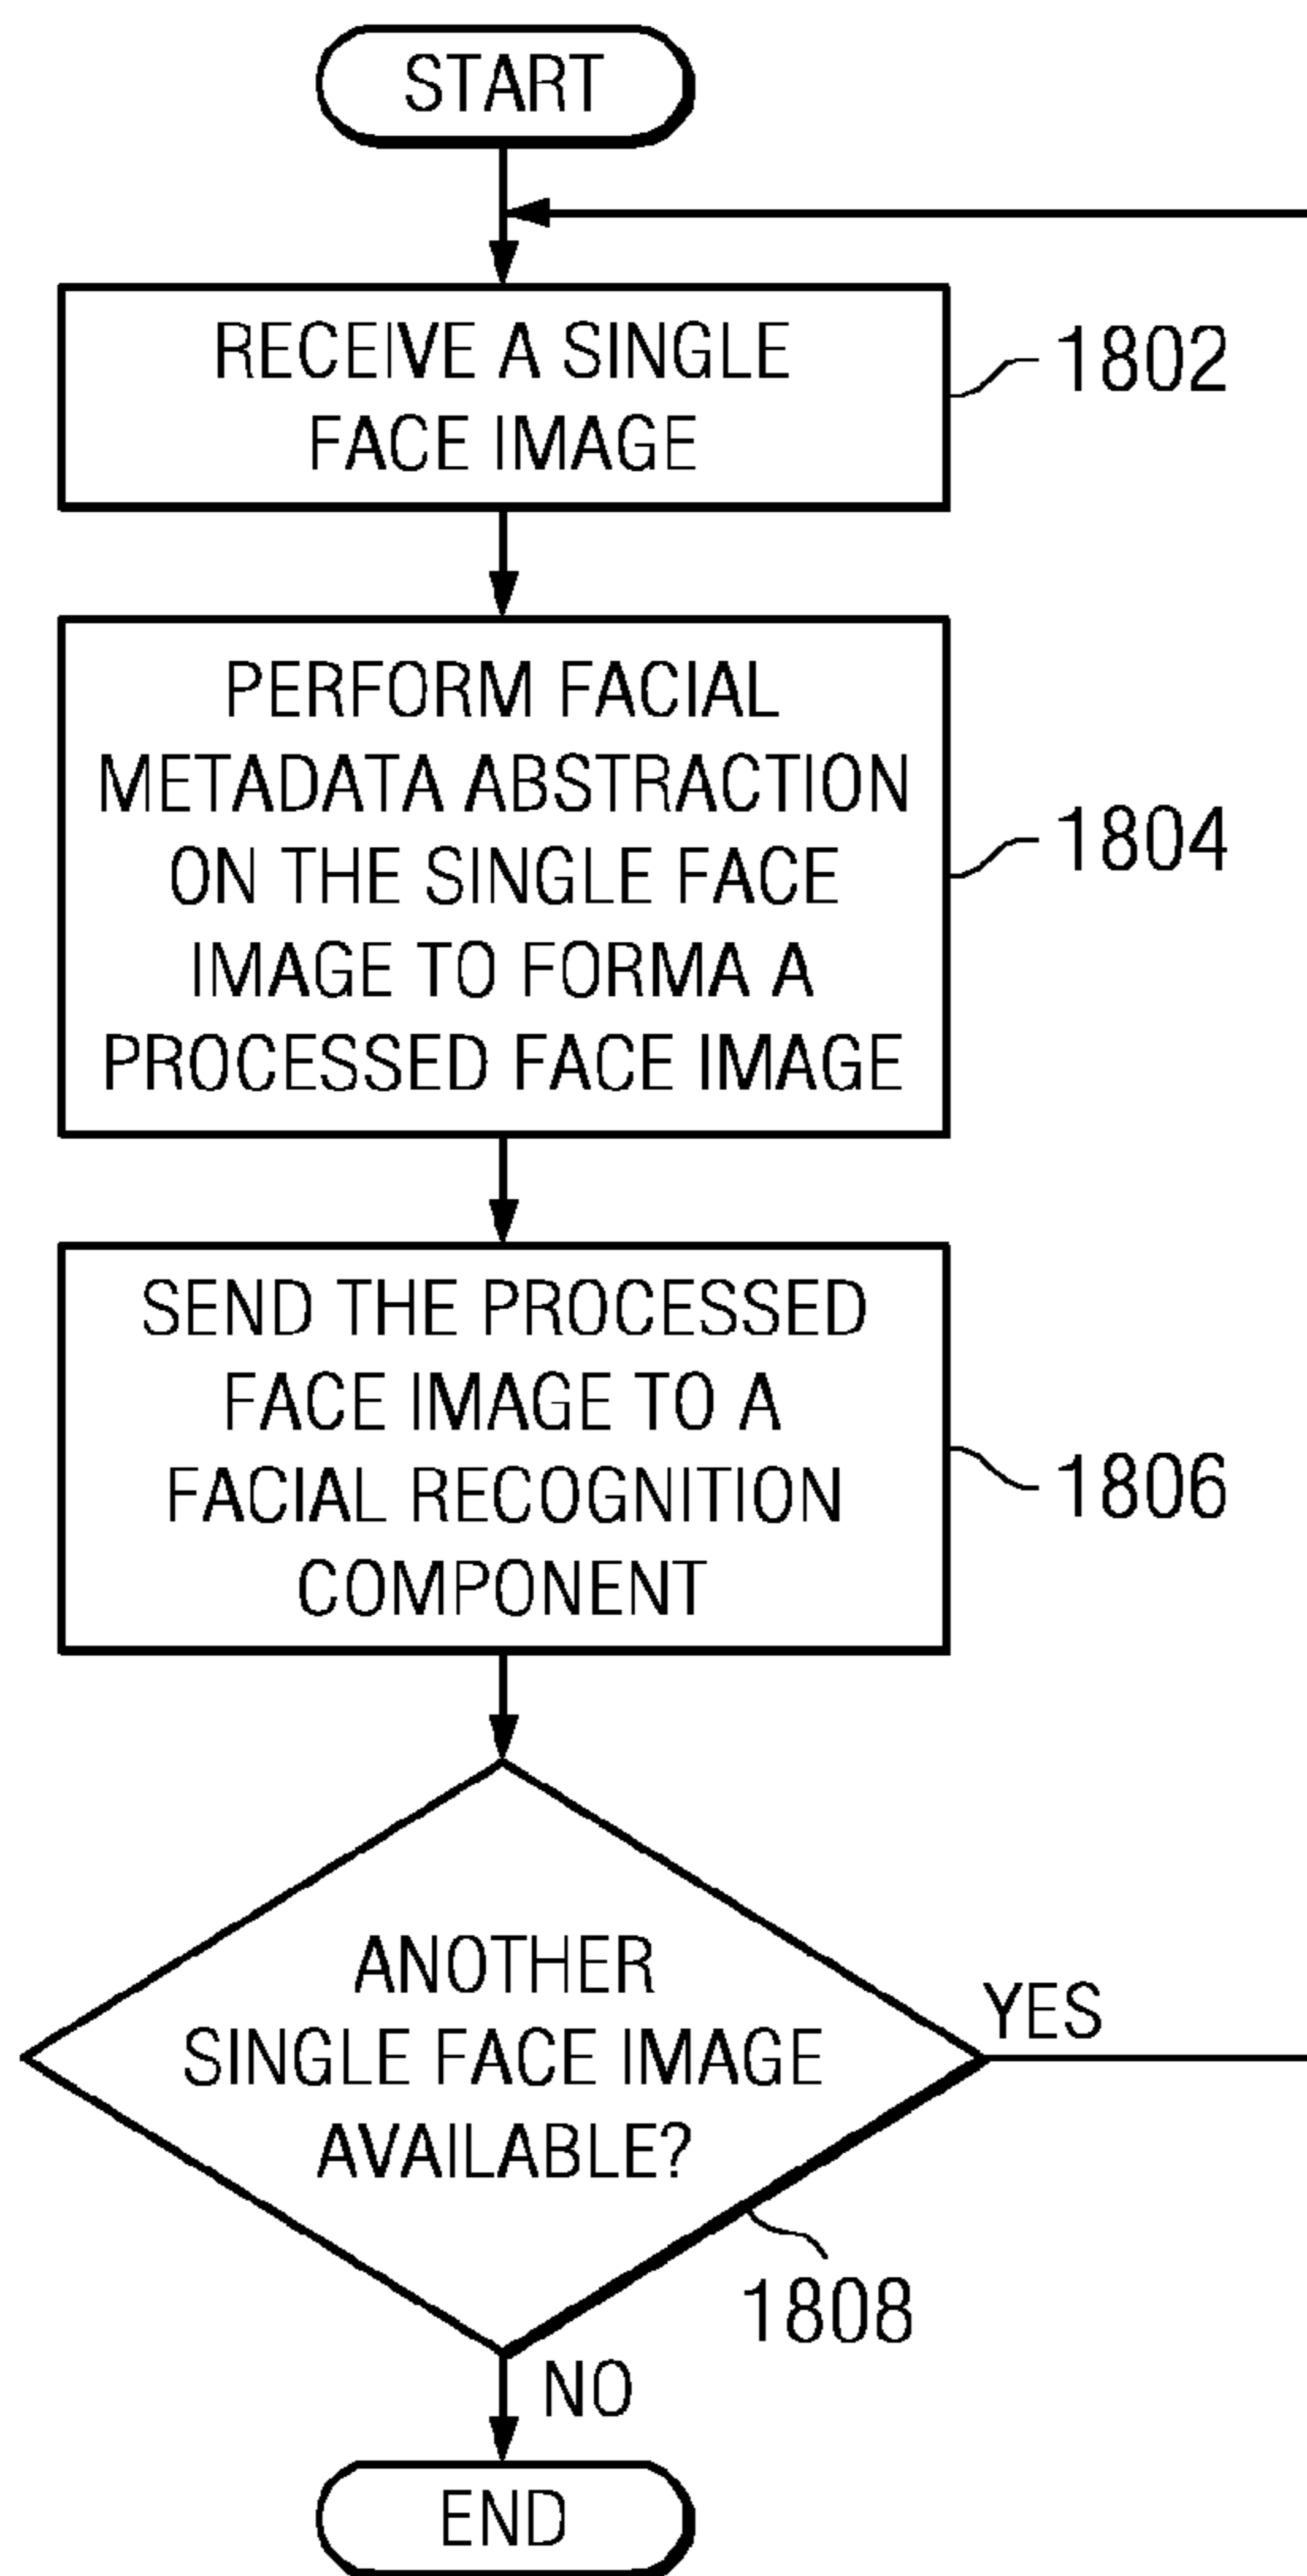 START
RECEIVE A SINGLE
FACE IMAGE
1802
PERFORM FACIAL
METADATA ABSTRACTION
ON THE SINGLE FACE
IMAGE TO FORMA A
PROCESSED FACE IMAGE
1804
SEND THE PROCESSED
FACE IMAGE TO A
FACIAL RECOGNITION
COMPONENT
1806
ANOTHER
SINGLE FACE IMAGE
AVAILABLE?
YES
1808
NO
END